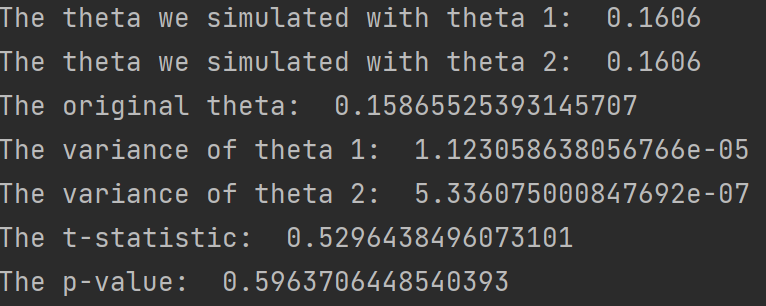 The theta we simulated with theta 1:  0.1606
The theta we simulated with theta 2:  0.1606
The original theta:  0.15865525393145707
The variance of theta 1:  1.123058638056766e-05
The variance of theta 2:  5.336075000847692e-07
The t-statistic:  0.5296438496073101
The p-value:  0.5963706448540393